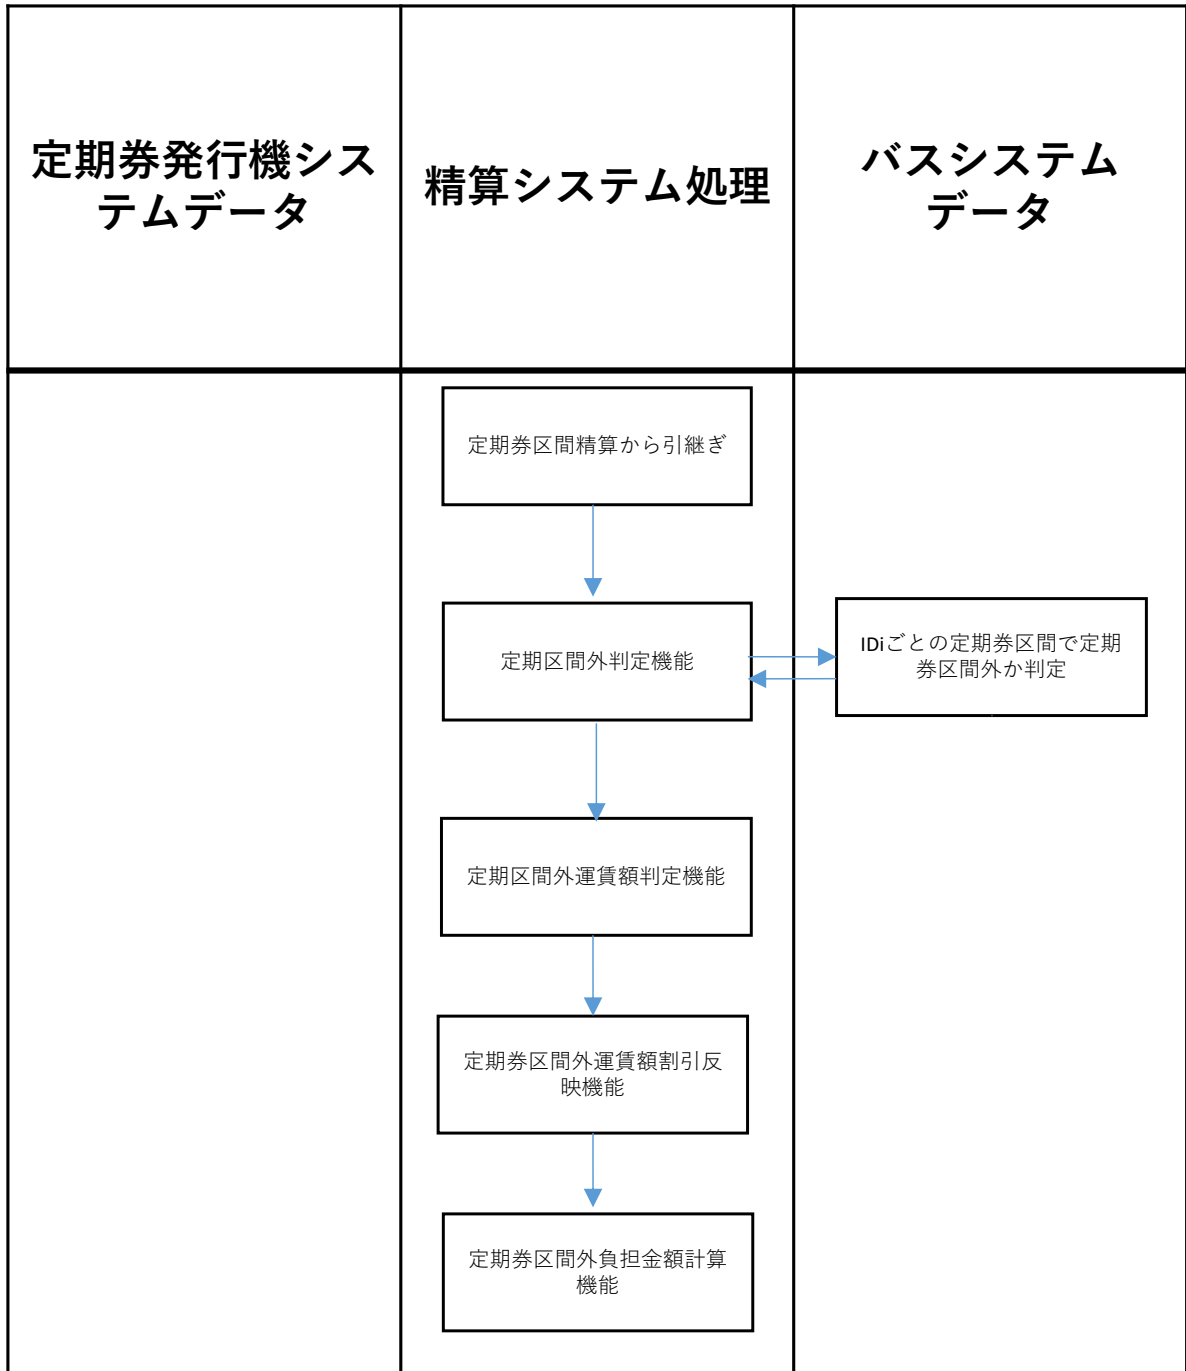 定期券発行機シス
テムデータ
精算システム処理
バスシステム
データ
定期券区間精算から引継ぎ
定期区間外判定機能
IDiごとの定期券区間で定期
券区間外か判定
定期区間外運賃額判定機能
定期券区間外運賃額割引反
映機能
定期券区間外負担金額計算
機能